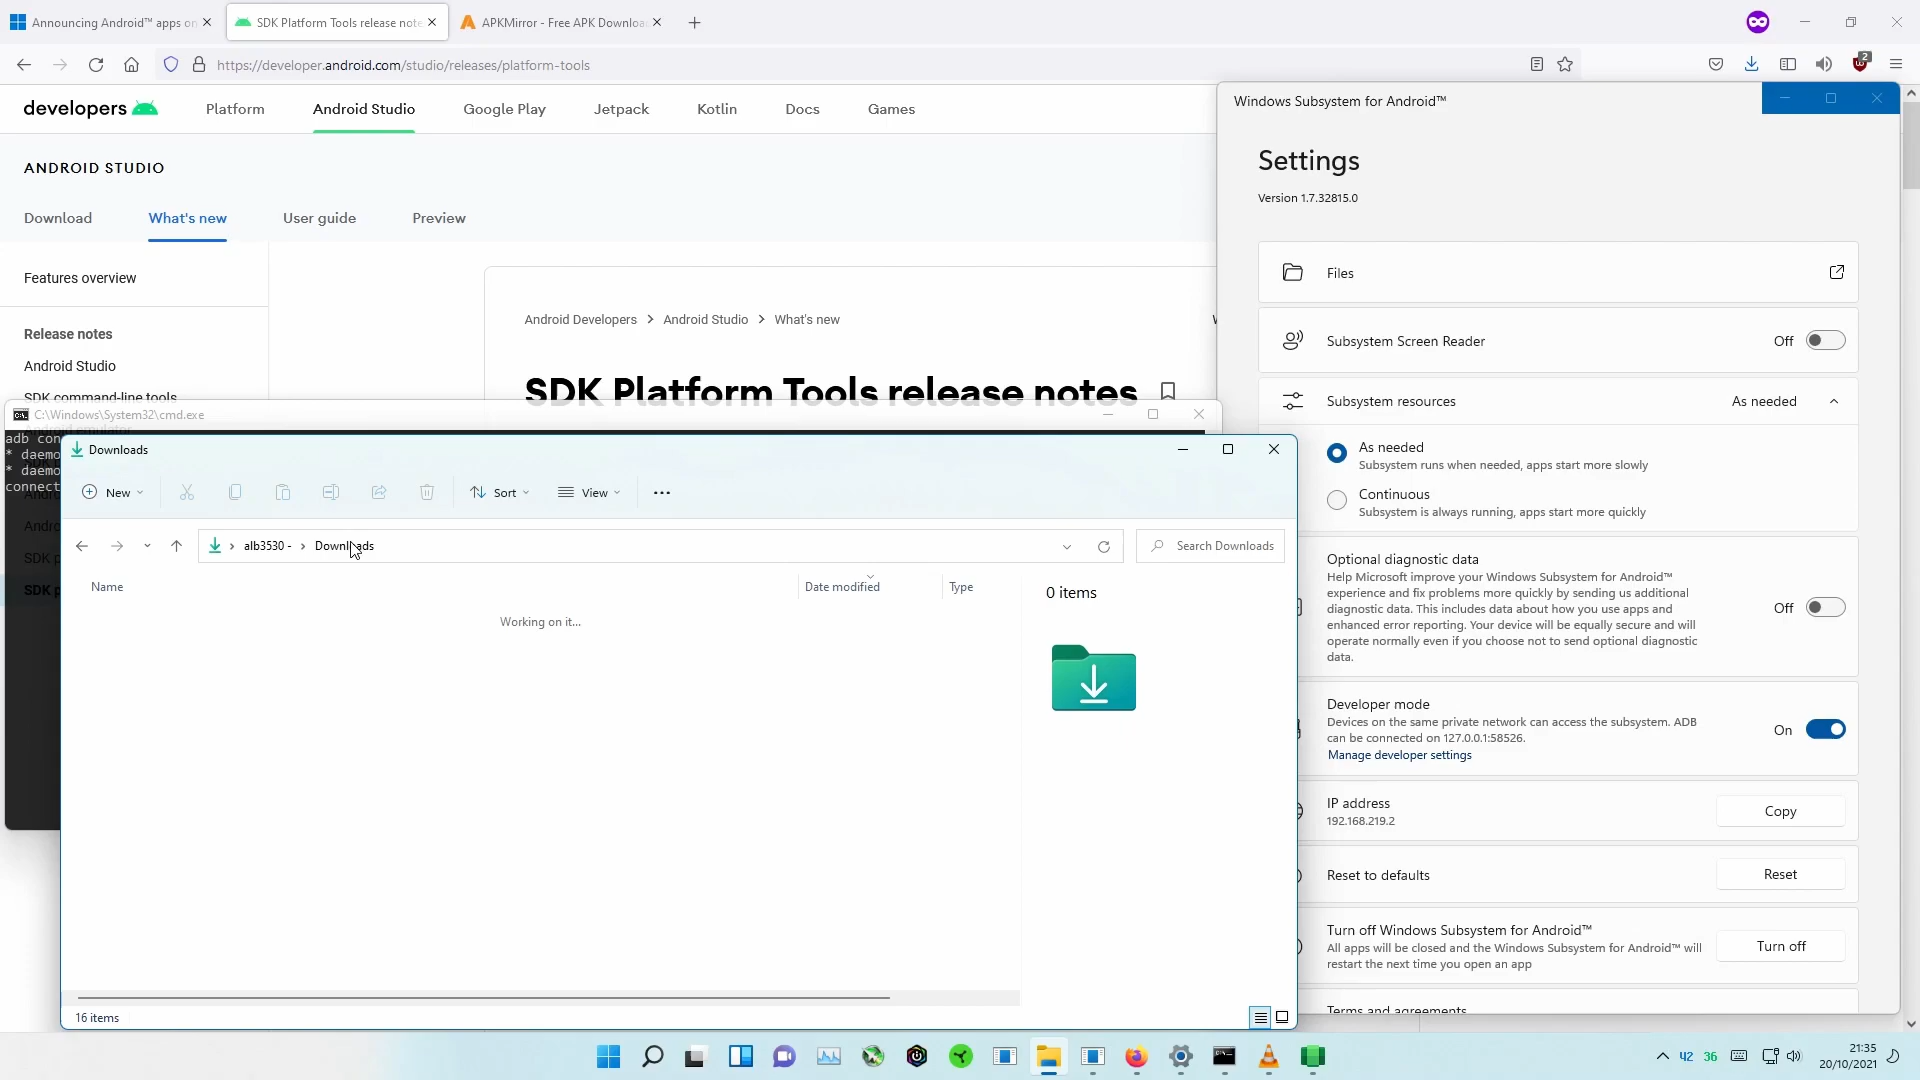 Announcing Android™ apps on
SDK Platform Tools release note
APKMirror - Free APK Downloa
https://developer.android.com/studio/releases/platform-tools
2
developers
Platform
Android Studio
Google Play
Jetpack
Kotlin
Docs
Games
ANDROID STUDIO
Download
What's new
User guide
Preview
Features overview
Release notes
Android Studio
SDK command-line tools
Android Developers
Android Studio
What's new
SDK Platform Tools release notes
C:\Windows\System32\cmd.exe
adb con
* daemo
* daemo
connect
SDK p
SDK p
Downloads
New
Sort
View
alb3530 -
Downloads
Search Downloads
Name
Date modified
Type
Working on it...
0 items
16 items
Windows Subsystem for Android™
Settings
Version 1.7.32815.0
Files
Subsystem Screen Reader
Off
Subsystem resources
As needed
As needed
Subsystem runs when needed, apps start more slowly
Continuous
Subsystem is always running, apps start more quickly
Optional diagnostic data
Help Microsoft improve your Windows Subsystem for Android™
experience and fix problems more quickly by sending us additional
diagnostic data. This includes data about how you use apps and
enhanced error reporting. Your device will be equally secure and will
operate normally even if you choose not to send optional diagnostic
data.
Off
Developer mode
Devices on the same private network can access the subsystem. ADB
can be connected on 127.0.0.1:58526.
Manage developer settings
On
IP address
192.168.219.2
Copy
Reset to defaults
Reset
Turn off Windows Subsystem for Android™
All apps will be closed and the Windows Subsystem for Android™ will
restart the next time you open an app
Turn off
Terms and agreements
42
36
21:35
20/10/2021